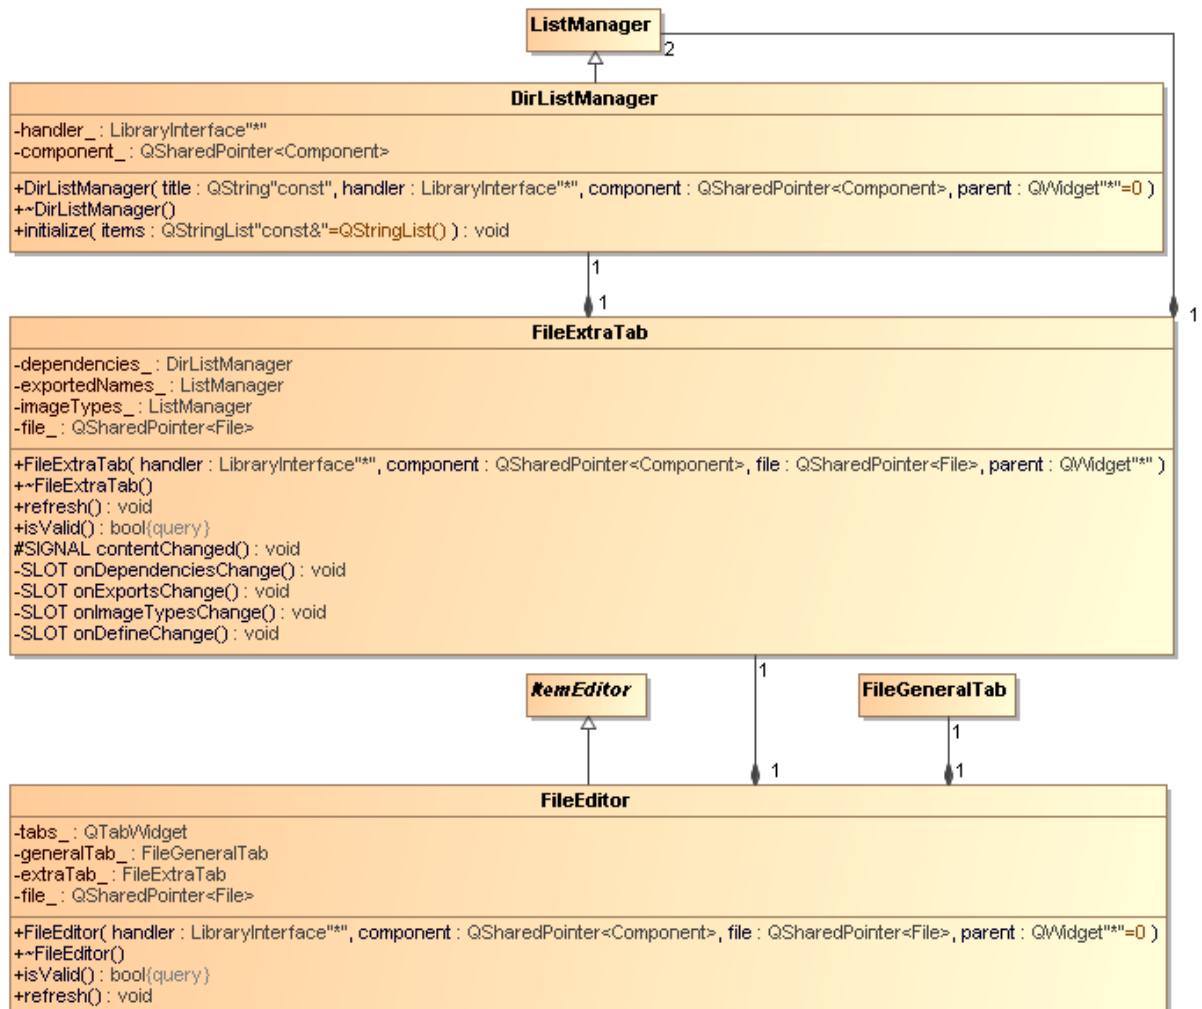 ListManager
2
DirListManager
-handler_ : LibraryInterface"*"
-component_ : QSharedPointer<Component>
+DirListManager( title : QString"const", handler : LibraryInterface"*", component : QSharedPointer<Component>, parent : QWidget"*"=0 )
+~DirListManager()
+initialize( items : QStringList"const&"=QStringList() ) : void
1
1
1
FileExtraTab
-dependencies_ : DirListManager
-exportedNames_ : ListManager
-imageTypes_ : ListManager
-file_ : QSharedPointer<File>
+FileExtraTab( handler : LibraryInterface"*", component : QSharedPointer<Component>, file : QSharedPointer<File>, parent : QWidget"*" )
+~FileExtraTab()
+refresh() : void
+isValid() : bool{query}
#SIGNAL contentChanged() : void
-SLOT onDependenciesChange() : void
-SLOT onExportsChange() : void
-SLOT onImageTypesChange() : void
-SLOT onDefineChange() : void
1
ItemEditor
FileGeneralTab
1
1
1
FileEditor
-tabs_ : QTabWidget
-generalTab_ : FileGeneralTab
-extraTab_ : FileExtraTab
-file_ : QSharedPointer<File>
+FileEditor( handler : LibraryInterface"*", component : QSharedPointer<Component>, file : QSharedPointer<File>, parent : QWidget"*"=0 )
+~FileEditor()
+isValid() : bool{query}
+refresh() : void